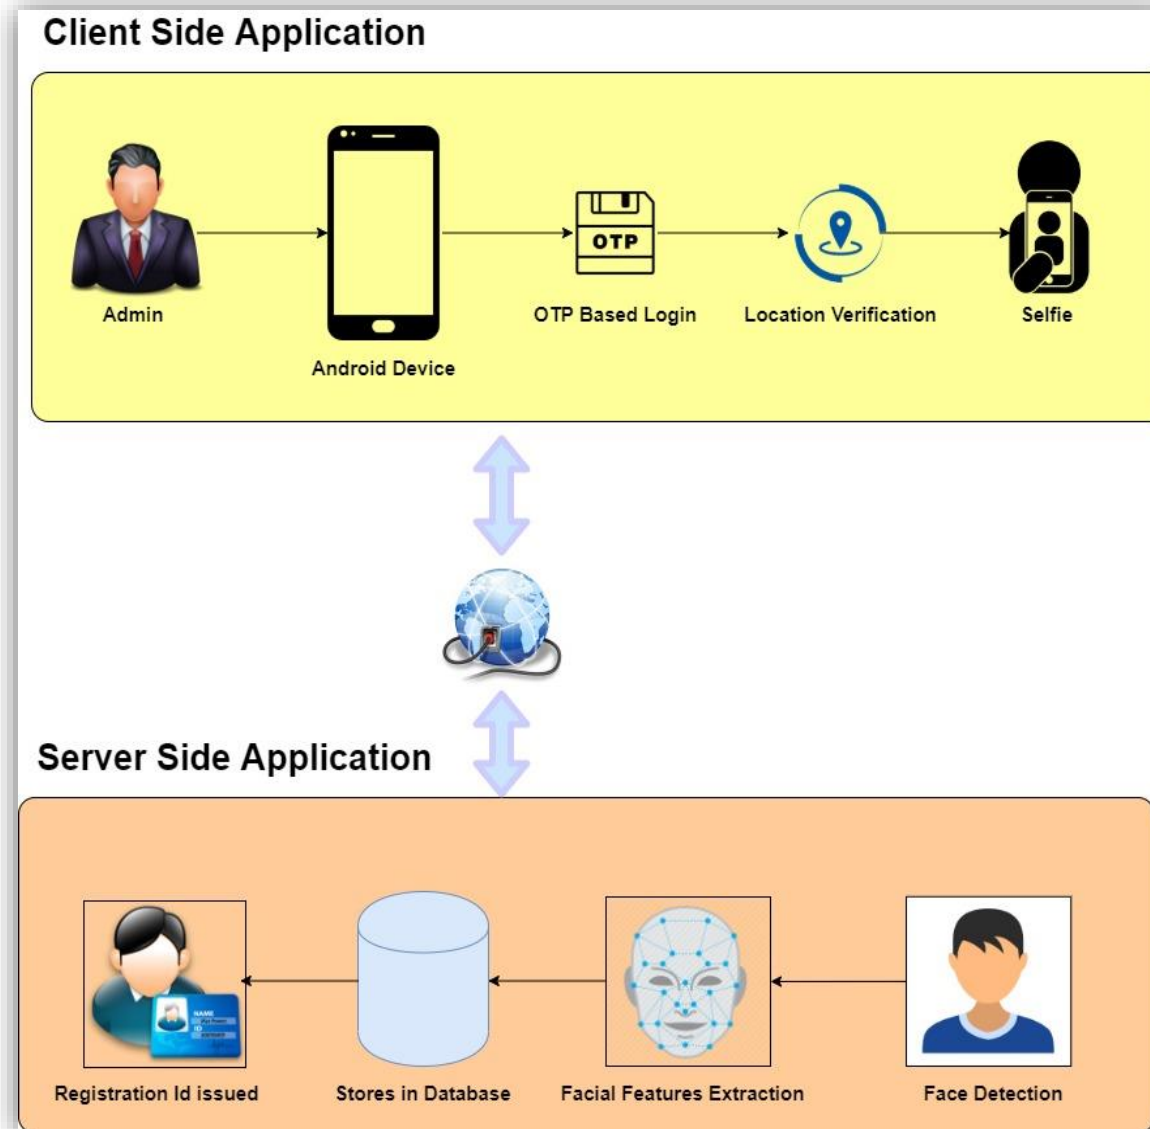 Client Side Application
OTP
Admin
OTP Based Login
Location Verification
Selfie
Android Device
Server Side Application
NAME
ID
Registration Id issued
Stores in Database
Facial Features Extraction
Face Detection